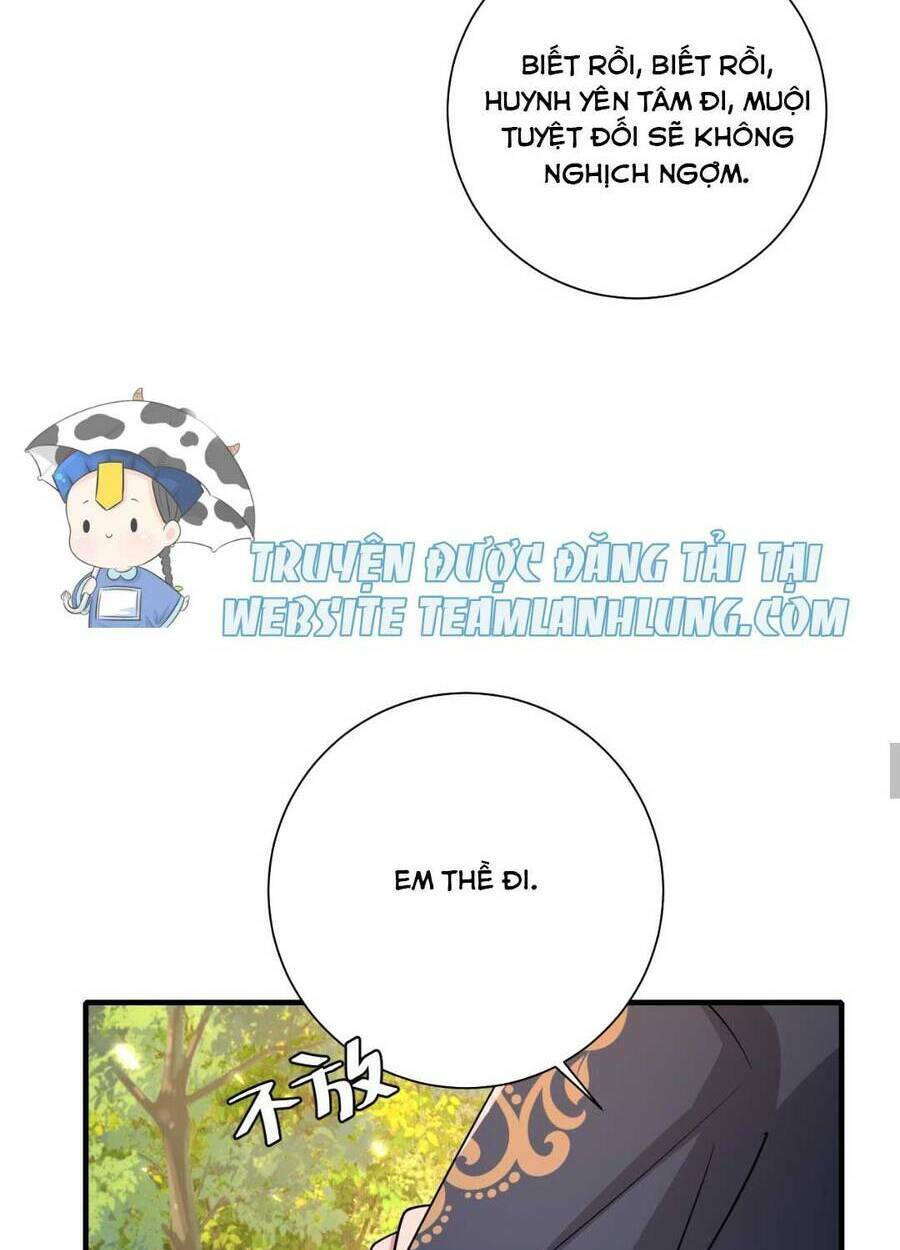 BIẾT RỒI, BIẾT RỒI,
HUYNH YÊN TÂM ĐI, MUỘI
TUYỆT ĐỐI SẼ KHÔNG
NGHỊCH NGỢM.
TRUYỆN ĐƯỢC ĐĂNG TẢI TẠI
WEBSITE TEAMLANHLUNG.COM
EM THỀ ĐI.
不放